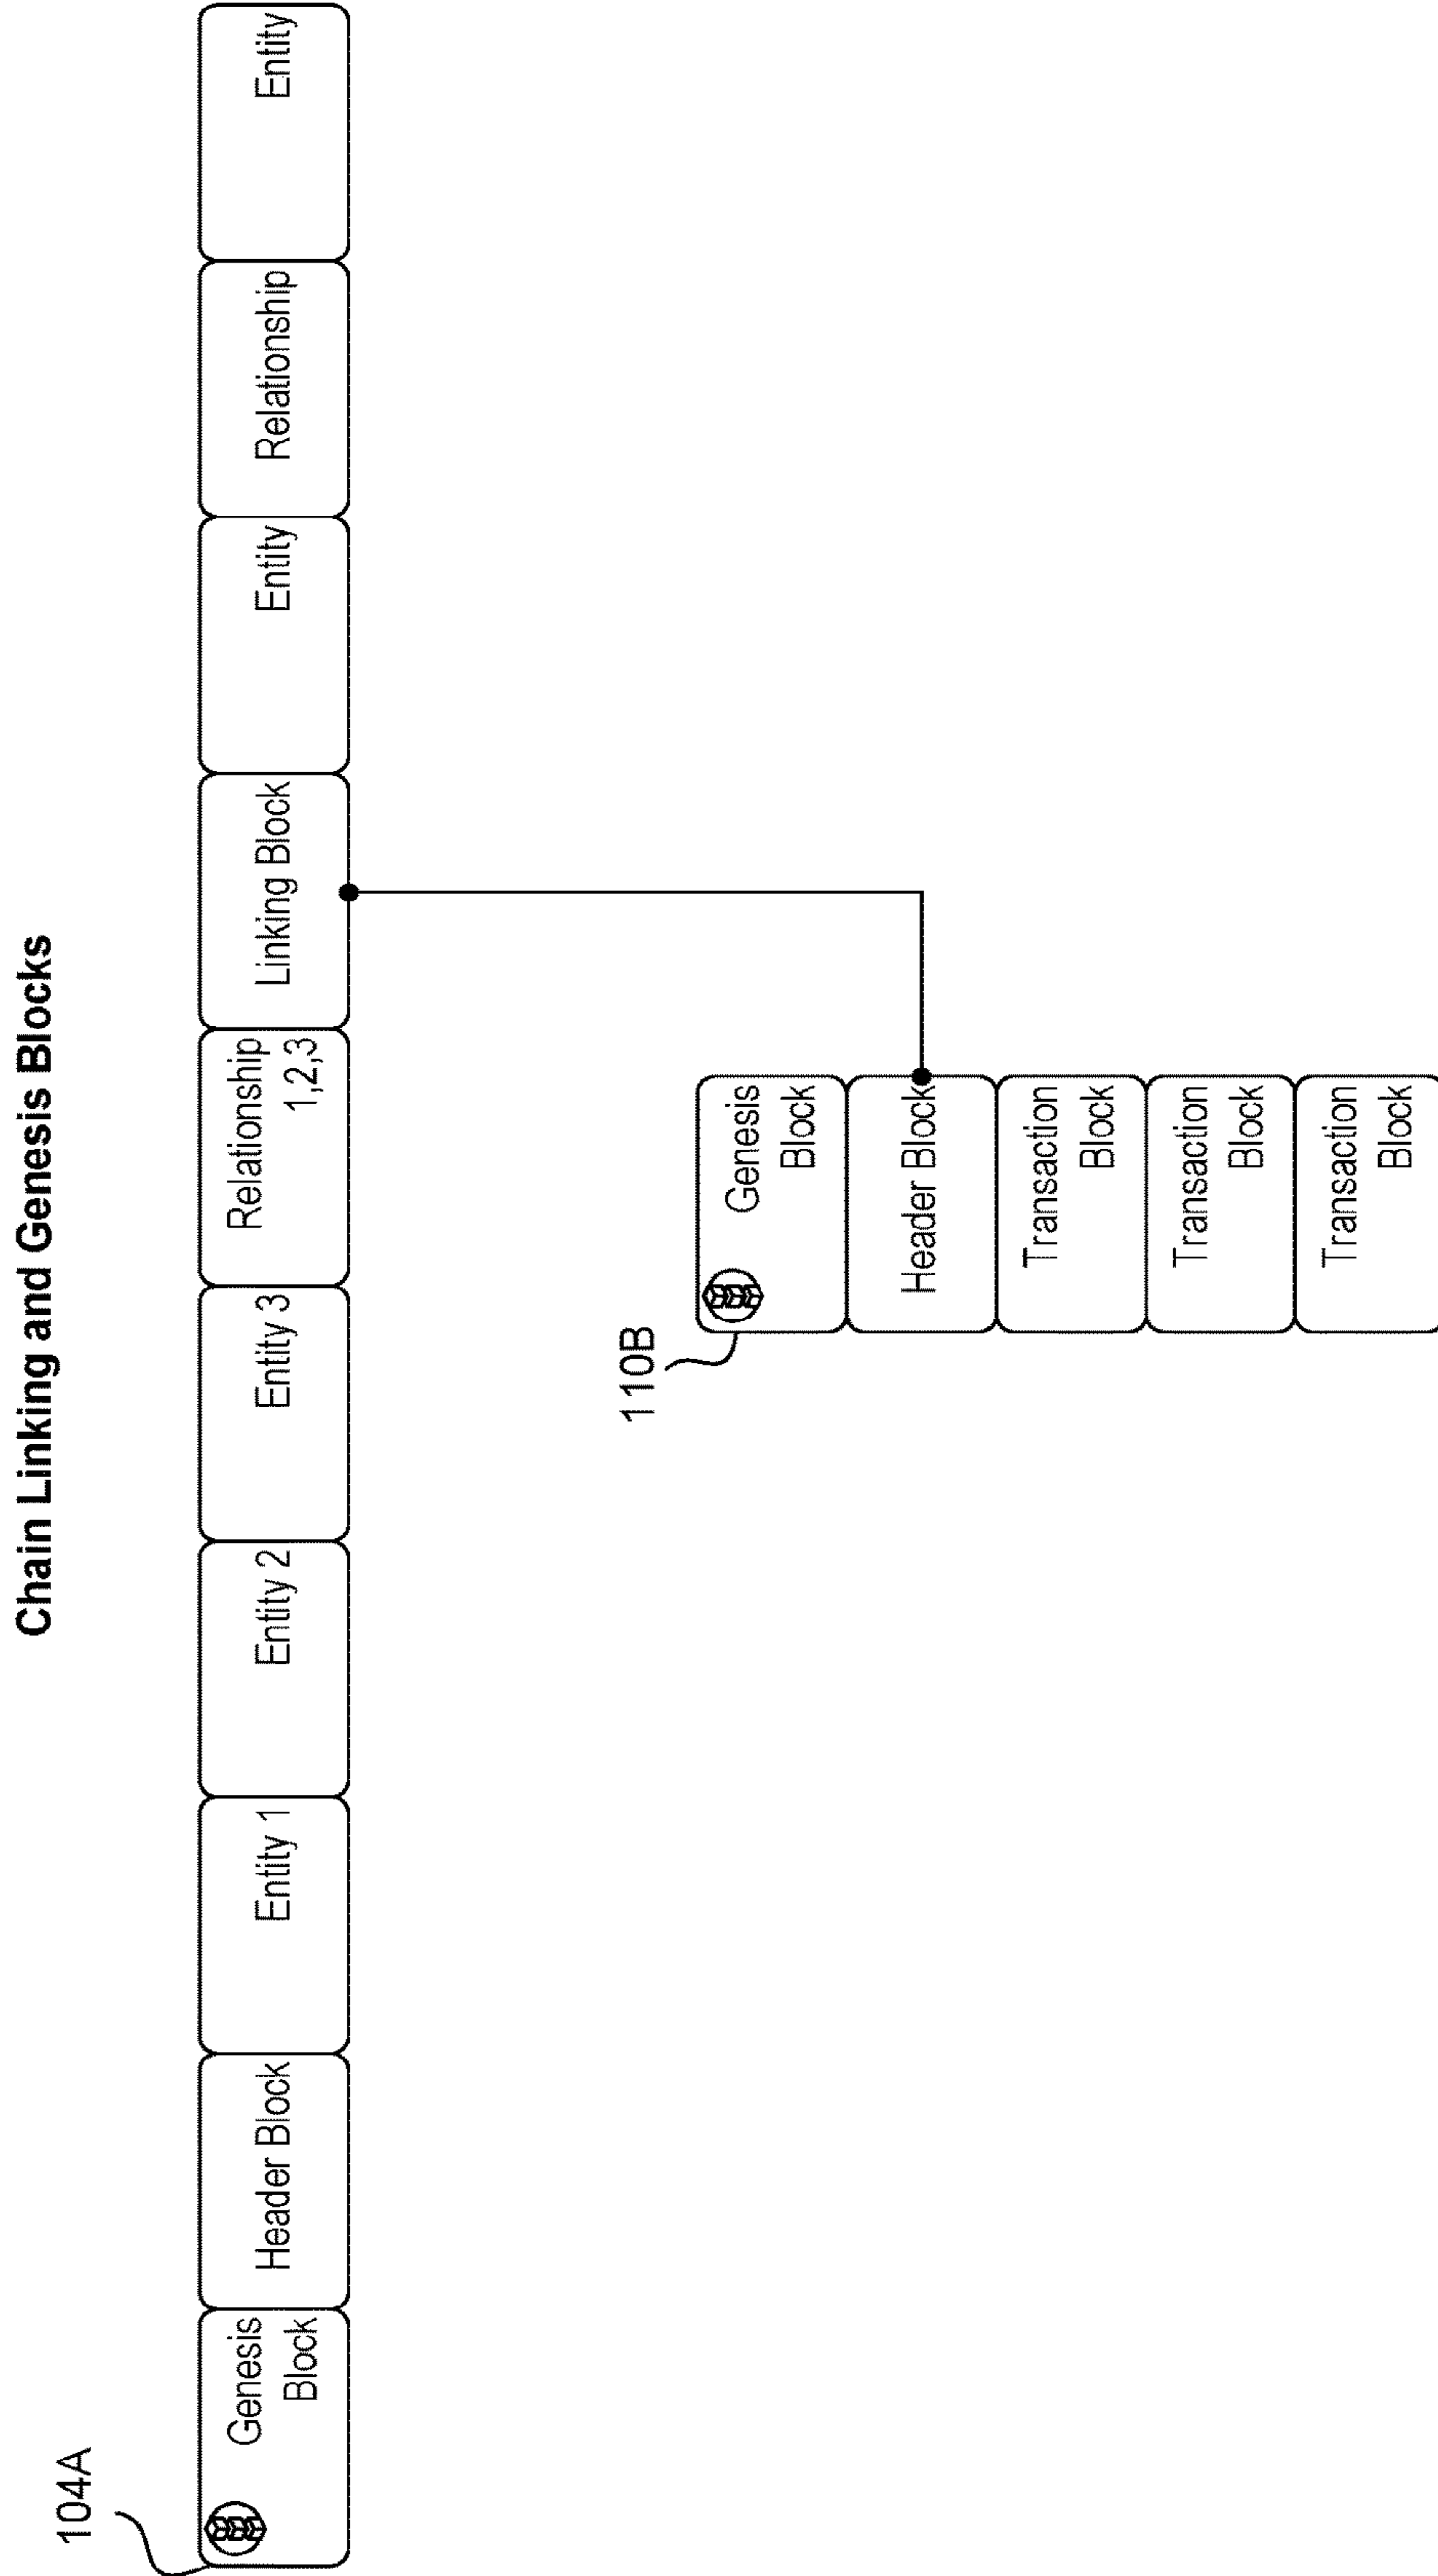 Chain Linking and Genesis Blocks
104A
Genesis
Block
Header Block
Entity 1
Entity 2
Entity 3
Relationship
1,2,3
Linking Block
Entity
Relationship
Entity
110B
Genesis
Block
Header Block
Transaction
Block
Transaction
Block
Transaction
Block